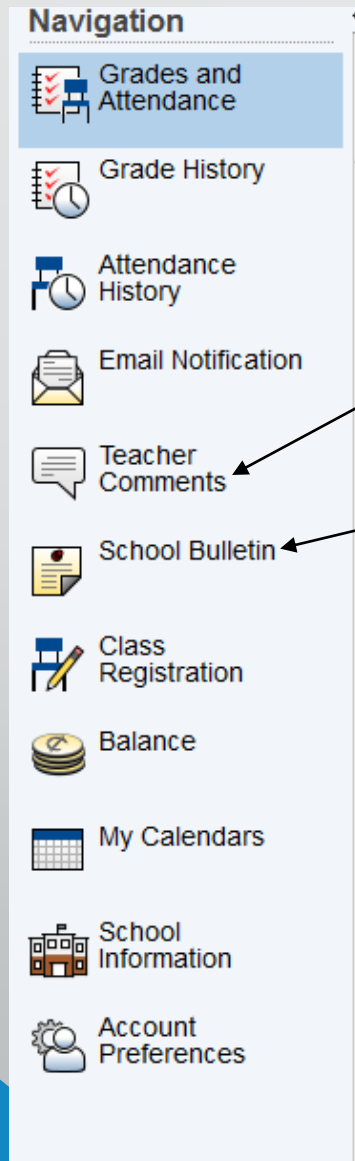 Navigation
Grades and
Attendance
Grade History
Attendance
History
Email Notification
Teacher
Comments
School Bulletin
Class
Registration
Balance
My Calendars
School
Information
Account
Preferences